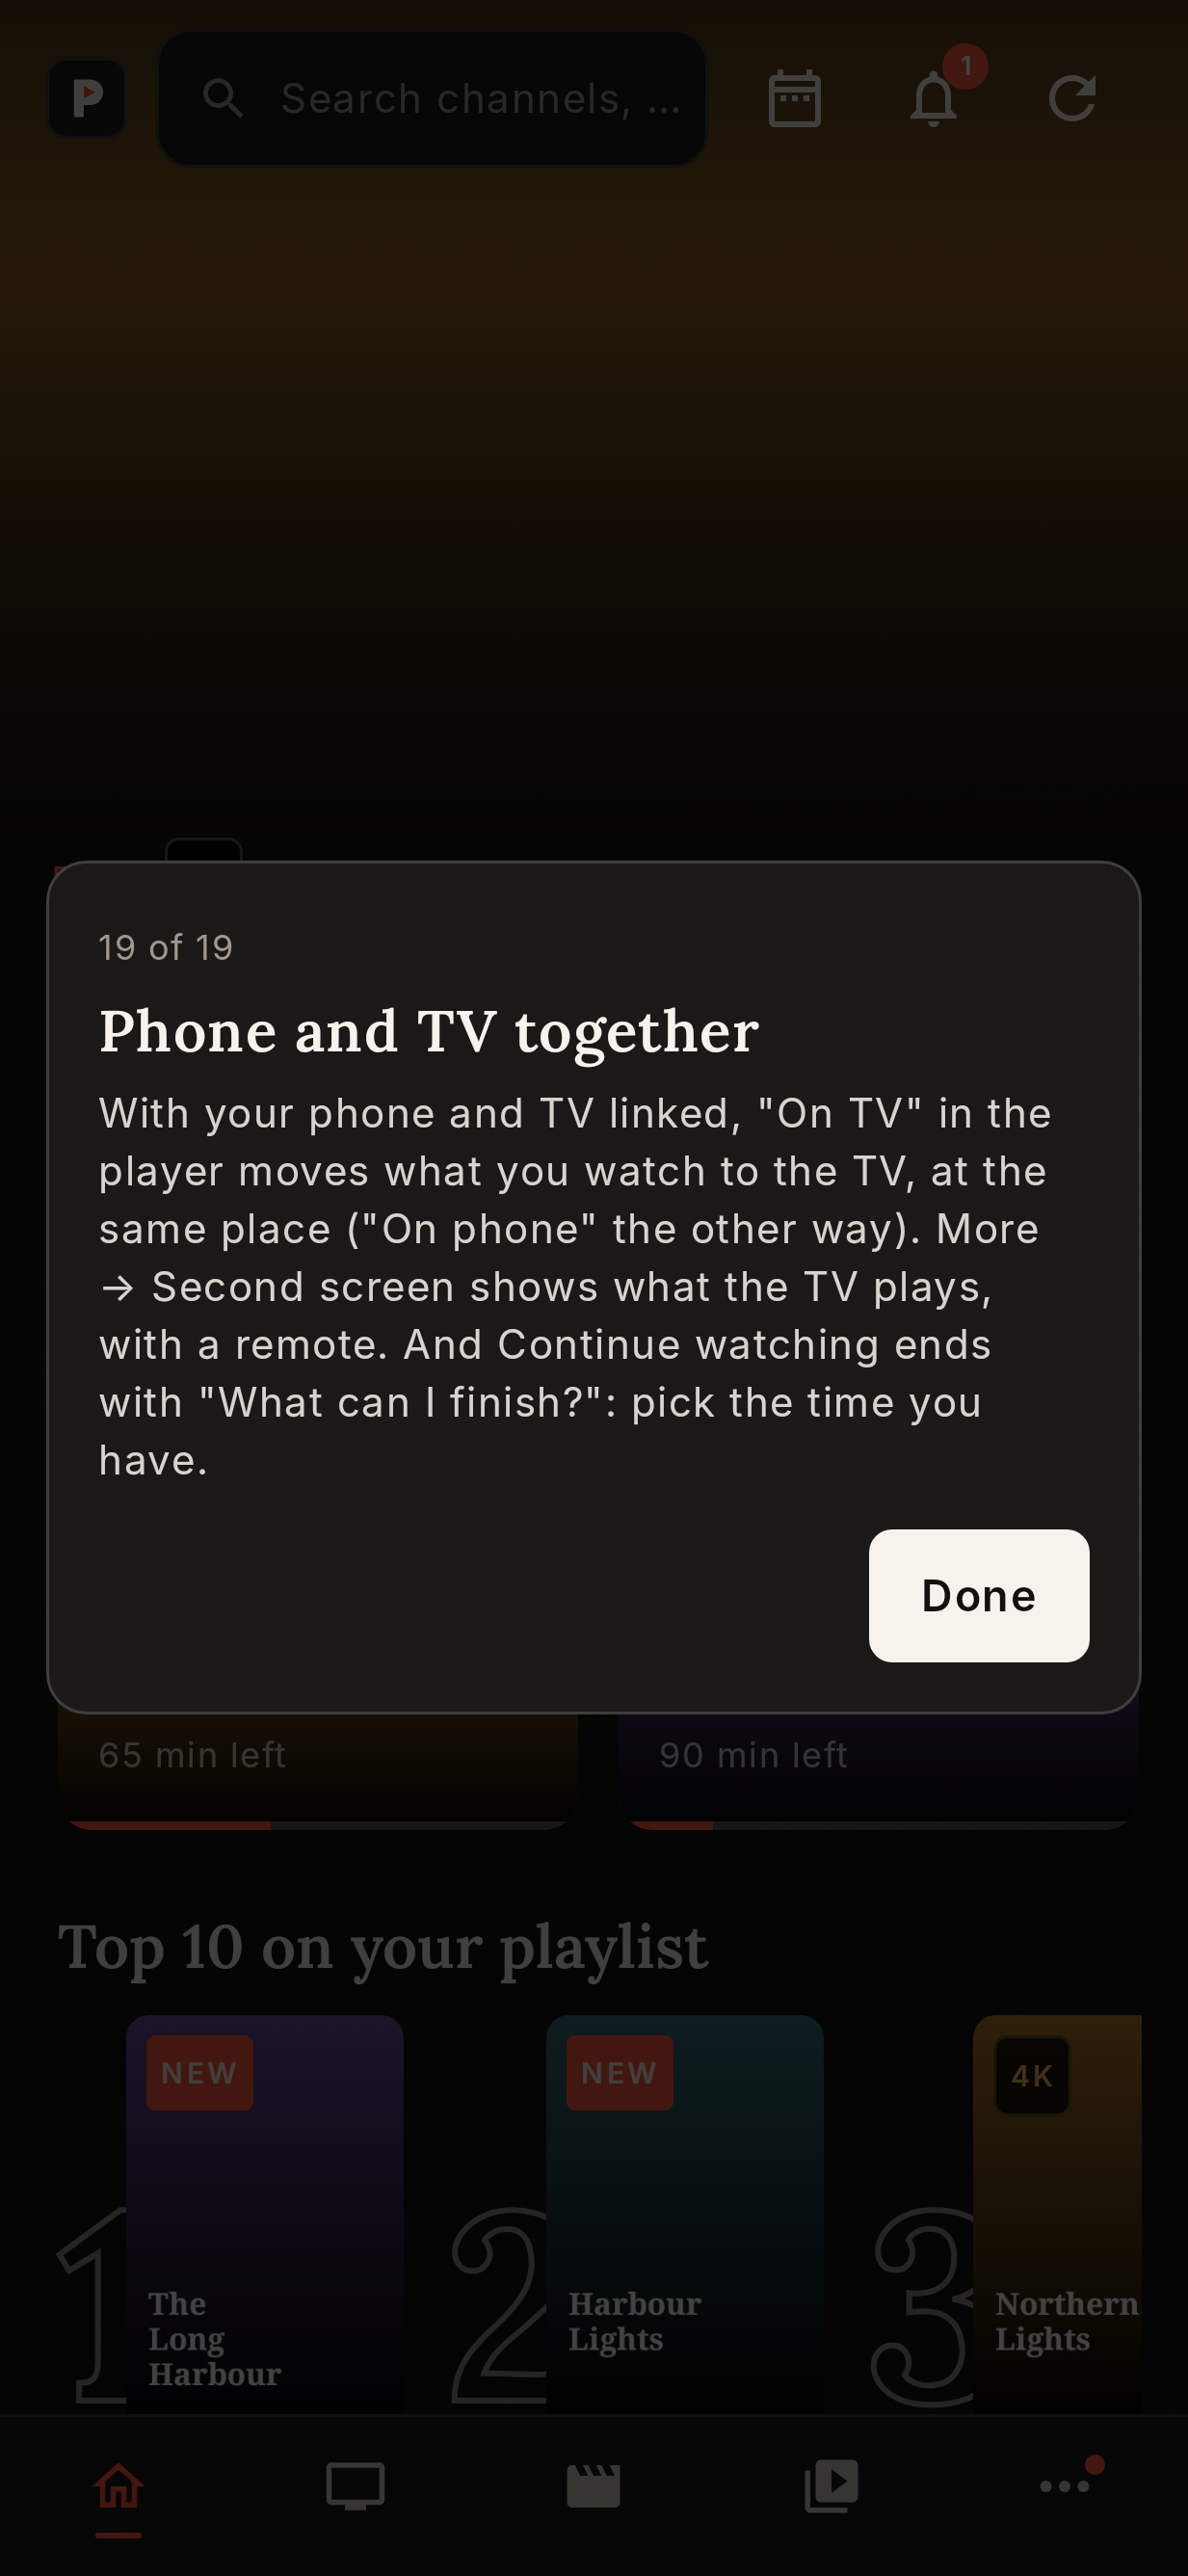 Search channels, ...
1
19 of 19
Phone and TV together
With your phone and TV linked, "On TV" in the
player moves what you watch to the TV, at the
same place ("On phone" the other way). More
→ Second screen shows what the TV plays,
with a remote. And Continue watching ends
with "What can I finish?": pick the time you
have.
Done
65 min left
90 min left
Top 10 on your playlist
NEW
NEW
4K
1
2
3
The
Long
Harbour
Harbour
Lights
Northern
Lights